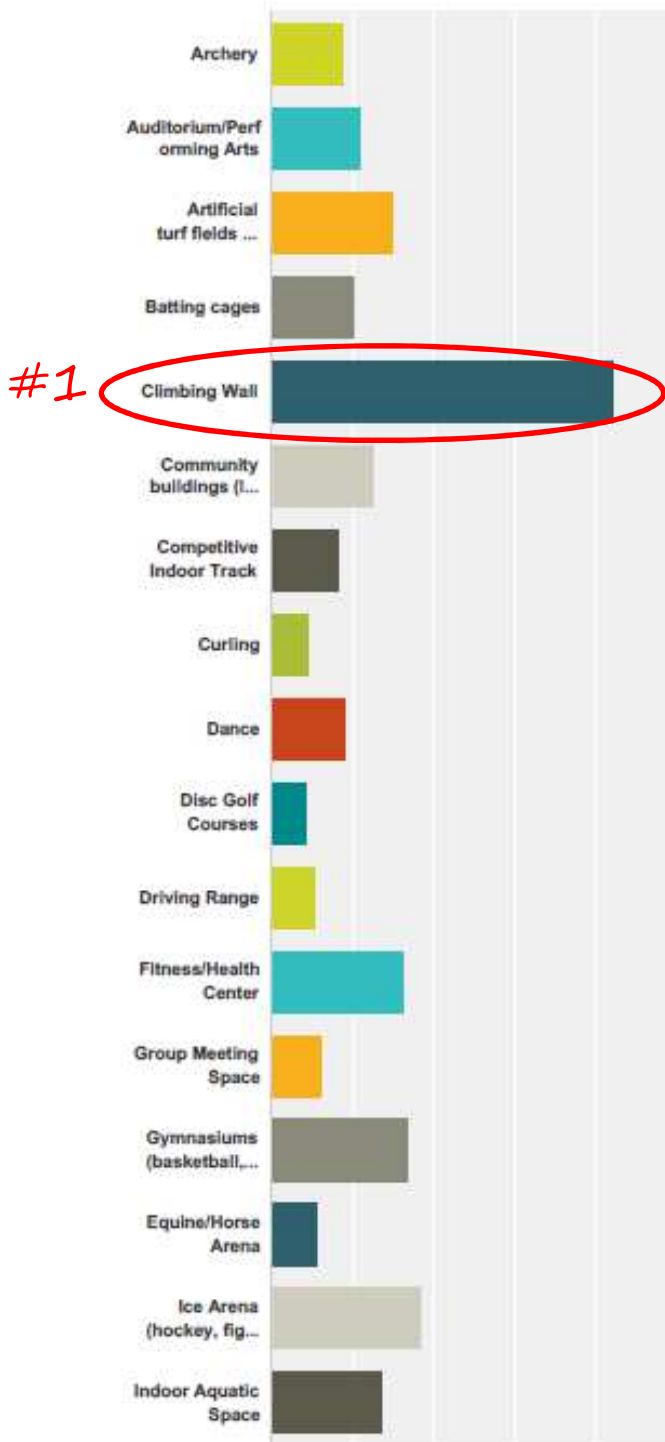 Archery
Auditorium/Perf
orming Arts
Artificial
turf fields ...
Batting cages
#1
Climbing Wall
Community
buildings (l...
Competitive
Indoor Track
Curling
Dance
Disc Golf
Courses
Driving Range
Fitness/Health
Center
Group Meeting
Space
Gymnasiums
(basketball,...
Equine/Horse
Arena
Ice Arena
(hockey, fig...
Indoor Aquatic
Space